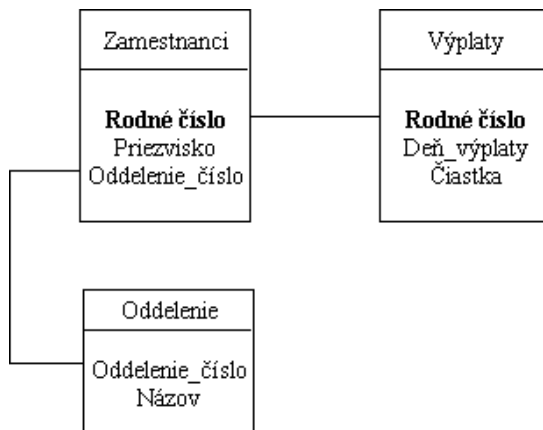 Zamestnanci
Rodné číslo
Priezvisko
Oddelenie_číslo
Výplaty
Rodné číslo
Deň_výplaty
Čiastka
Oddelenie
Oddelenie_číslo
Názov